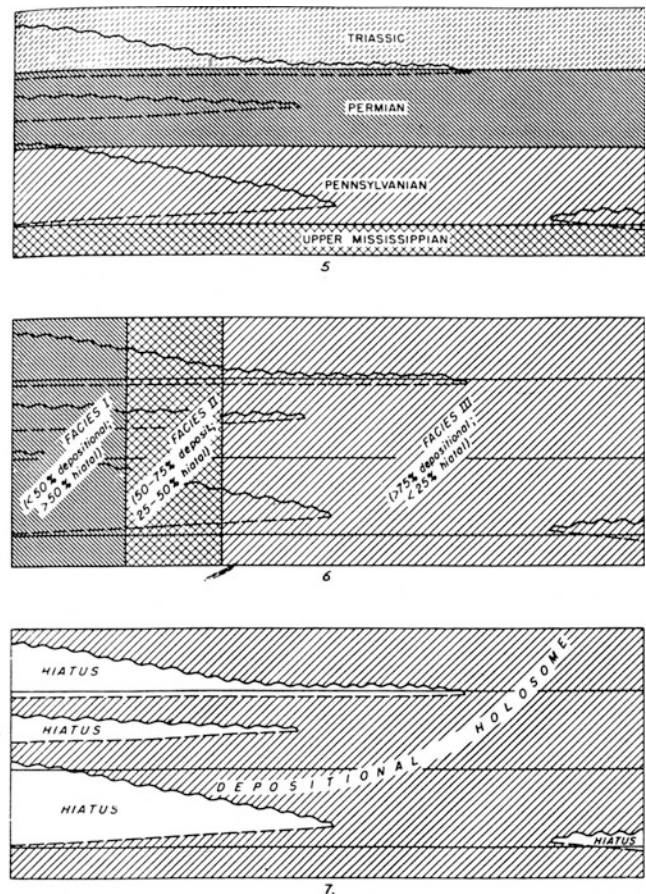 TRIASSIC
PERMIAN
PENNSYLVANIAN
UPPER MISSISSIPPIAN
5
FACIES I
(<50% depositional;
>50% hiatal)
FACIES II
(50-75% deposit;
25-50% hiatal)
FACIES III
(>75% depositional;
<25% hiatal)
6
HIATUS
HIATUS
DEPOSITIONAL HOLOSOME
HIATUS
HIATUS
7.